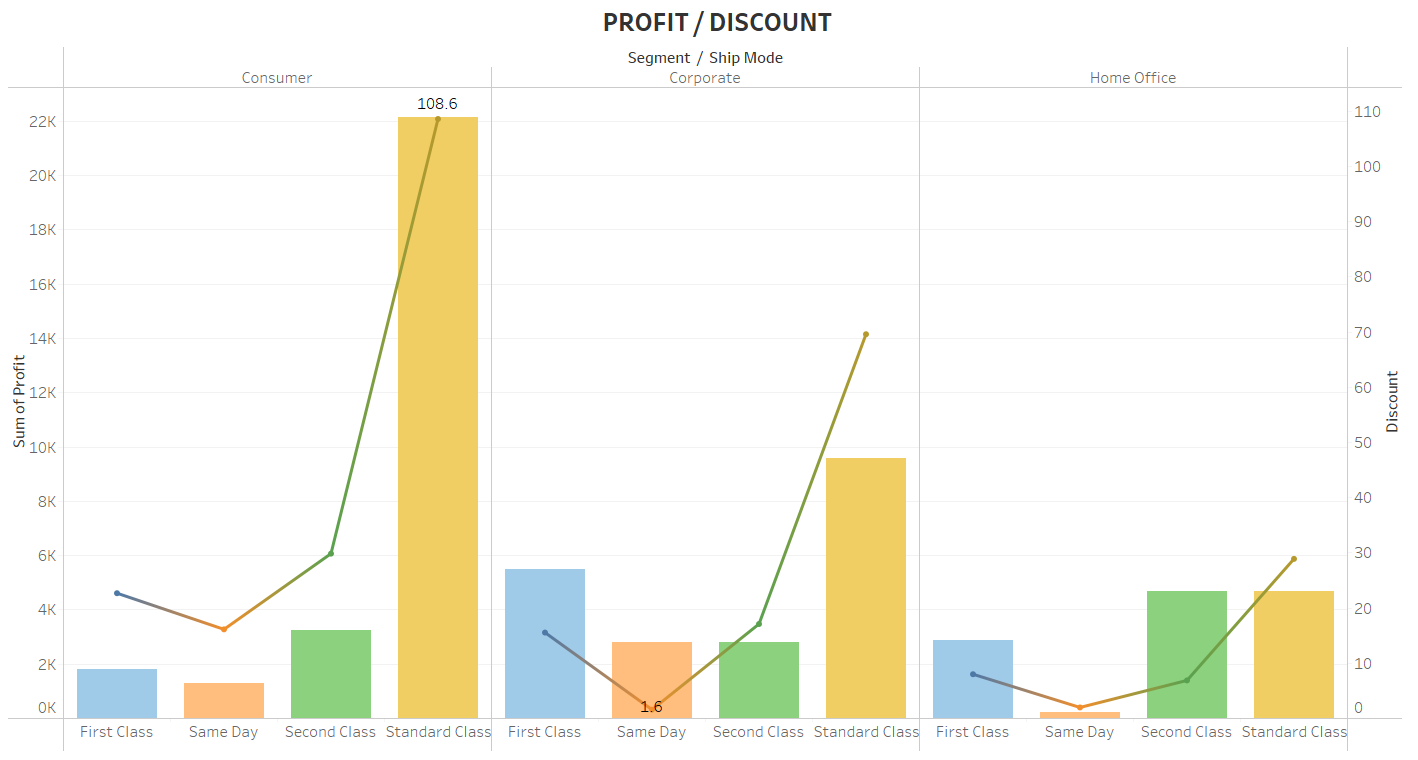 PROFIT / DISCOUNT
Segment / Ship Mode
Consumer
Corporate
Home Office
108.6
1.6
22K
20K
18K
16K
14K
12K
10K
8K
6K
4K
2K
0K
Sum of Profit
110
100
90
80
70
60
50
40
30
20
10
0
Discount
First Class Same Day Second Class Standard Class First Class Same Day Second Class Standard Class First Class Same Day Second Class Standard Class